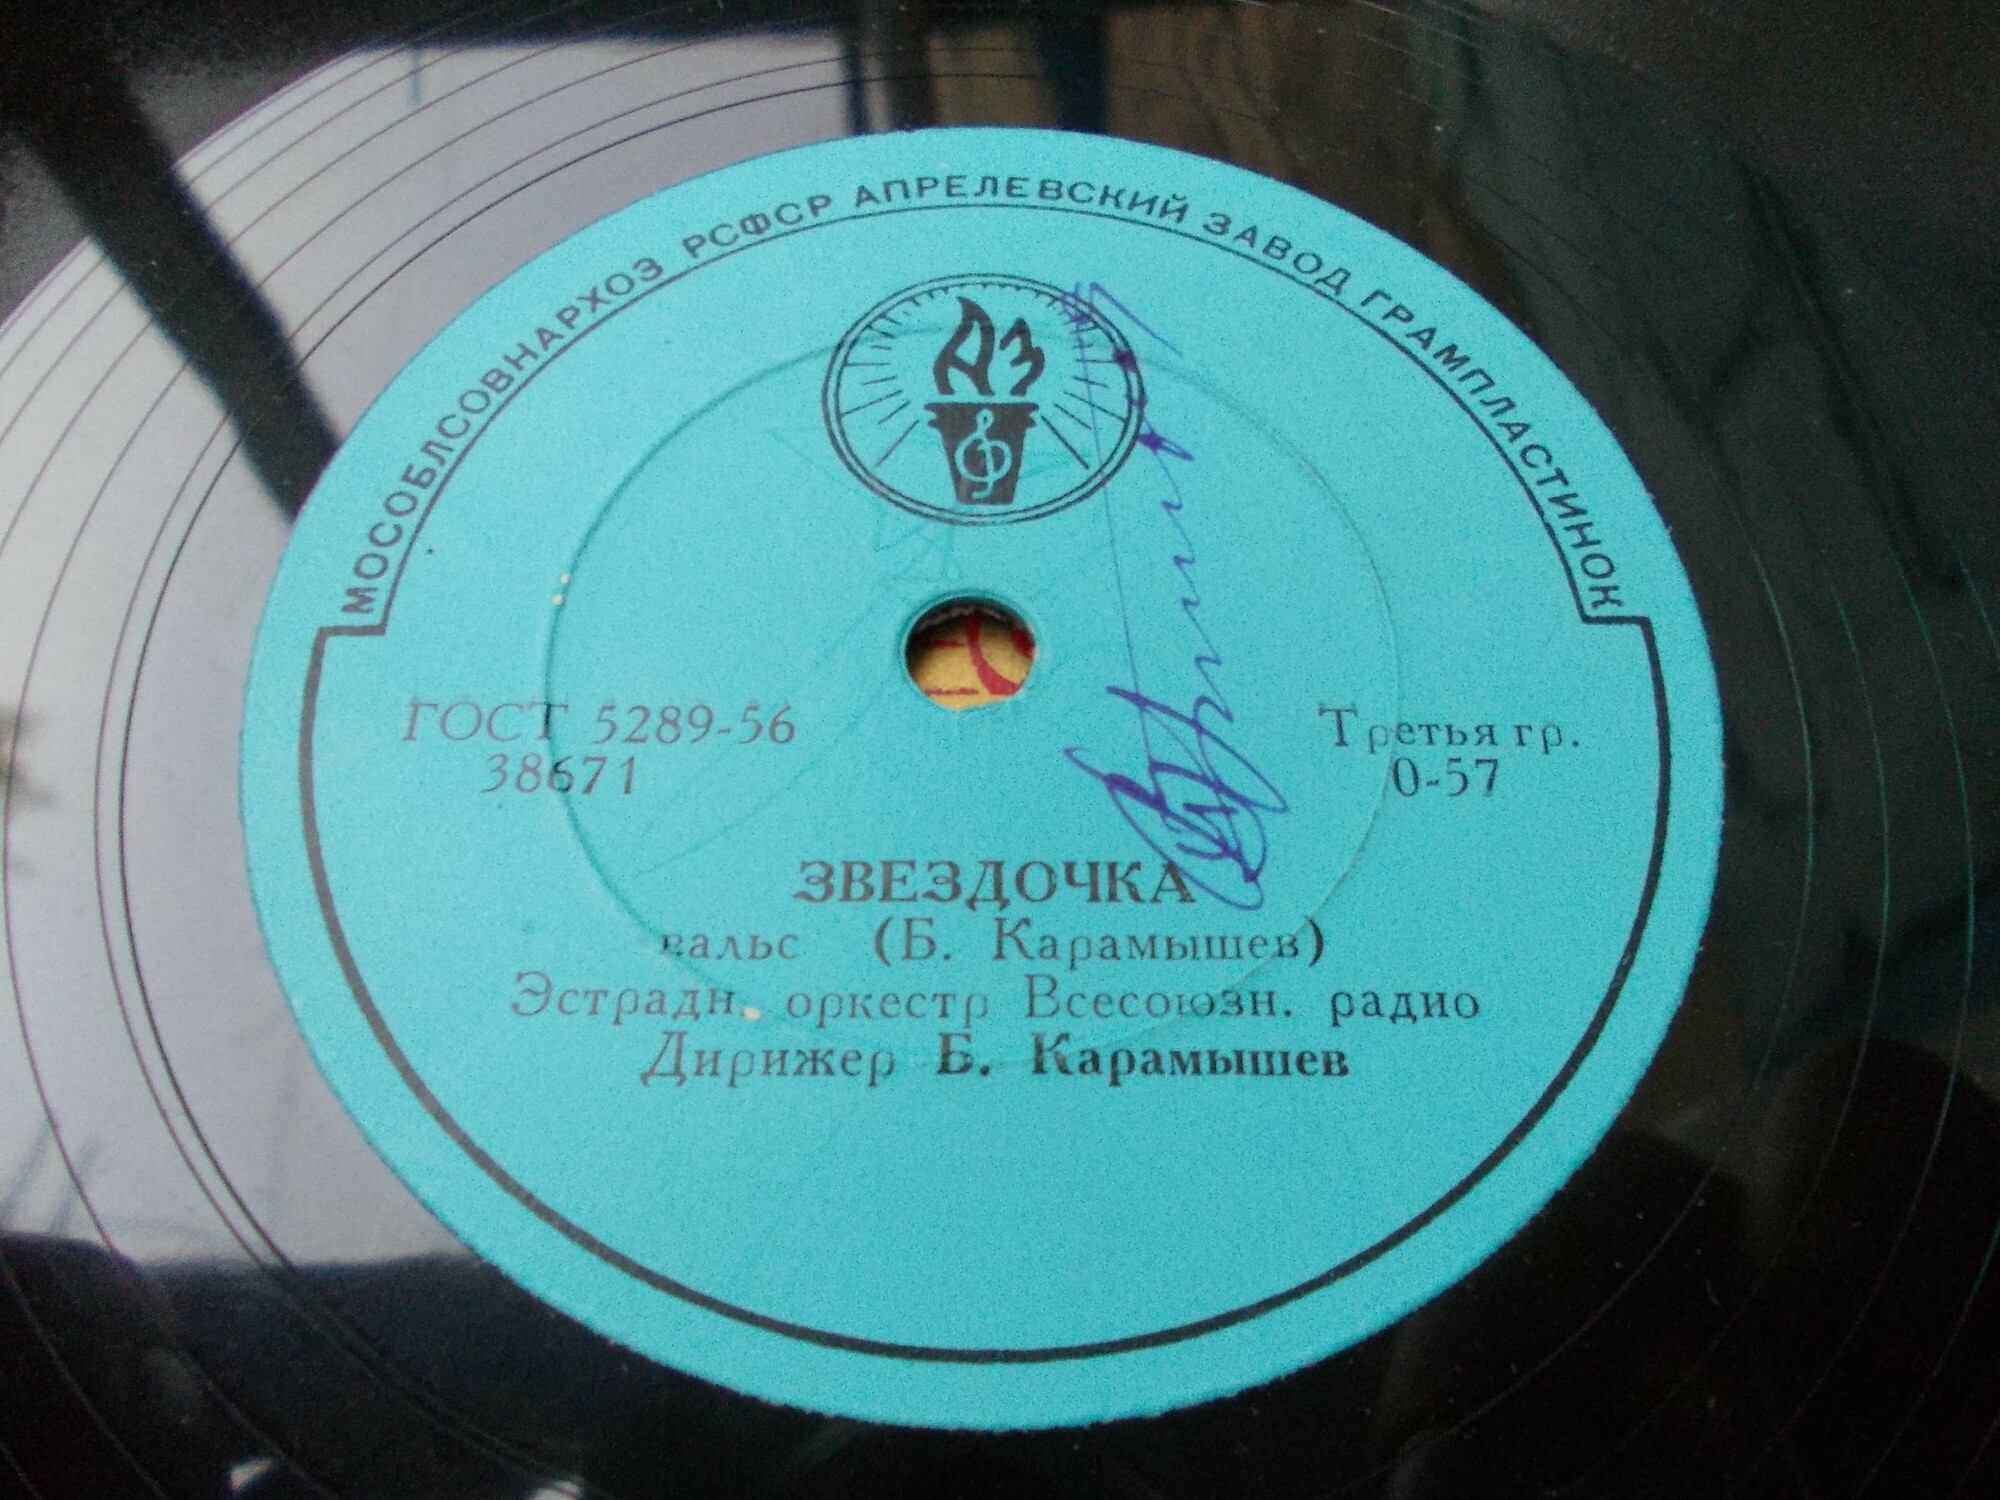 МОСОБЛСОВНАРХОЗ РСФСР АПРЕЛЕВСКИЙ ЗАВОД ГРАМПЛАСТИНОК
АЗ
ГОСТ 5289-56
38671
Третья гр.
0-57
ЗВЕЗДОЧКА
вальс (Б. Карамышев)
Эстрадн. оркестр Всесоюзн. радио
Дирижер Б. Карамышев